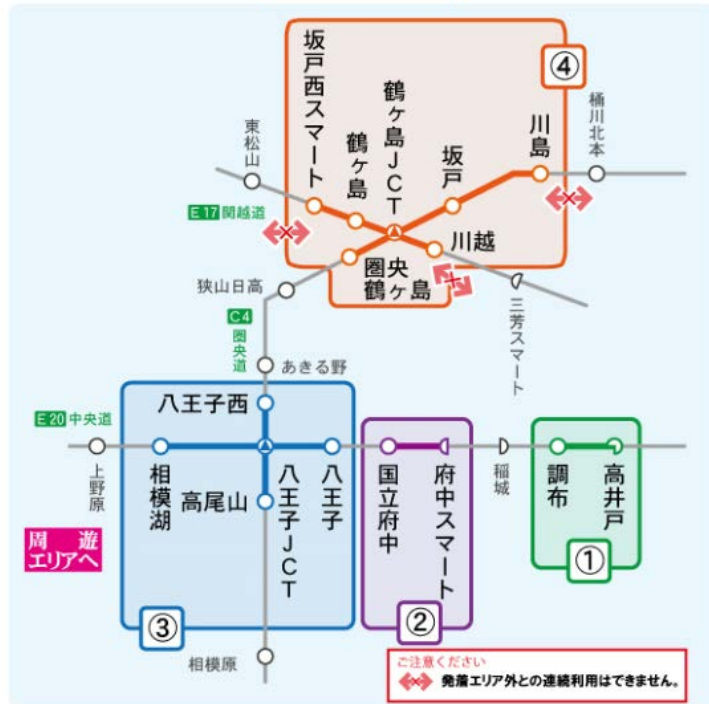 ④
坂戸西スマート
鶴ヶ島
鶴ヶ島JCT
坂戸
川島
桶川北本
東松山
E17 関越道
川越
圏央
鶴ヶ島
三芳スマート
狭山日高
C4
圏央道
あきる野
八王子西
E20 中央道
上野原
相模湖
高尾山
八王子JCT
八王子
国立府中
府中スマート
稲城
調布
高井戸
①
②
③
周遊
エリアへ
相模原
ご注意ください
発着エリア外との連続利用はできません。